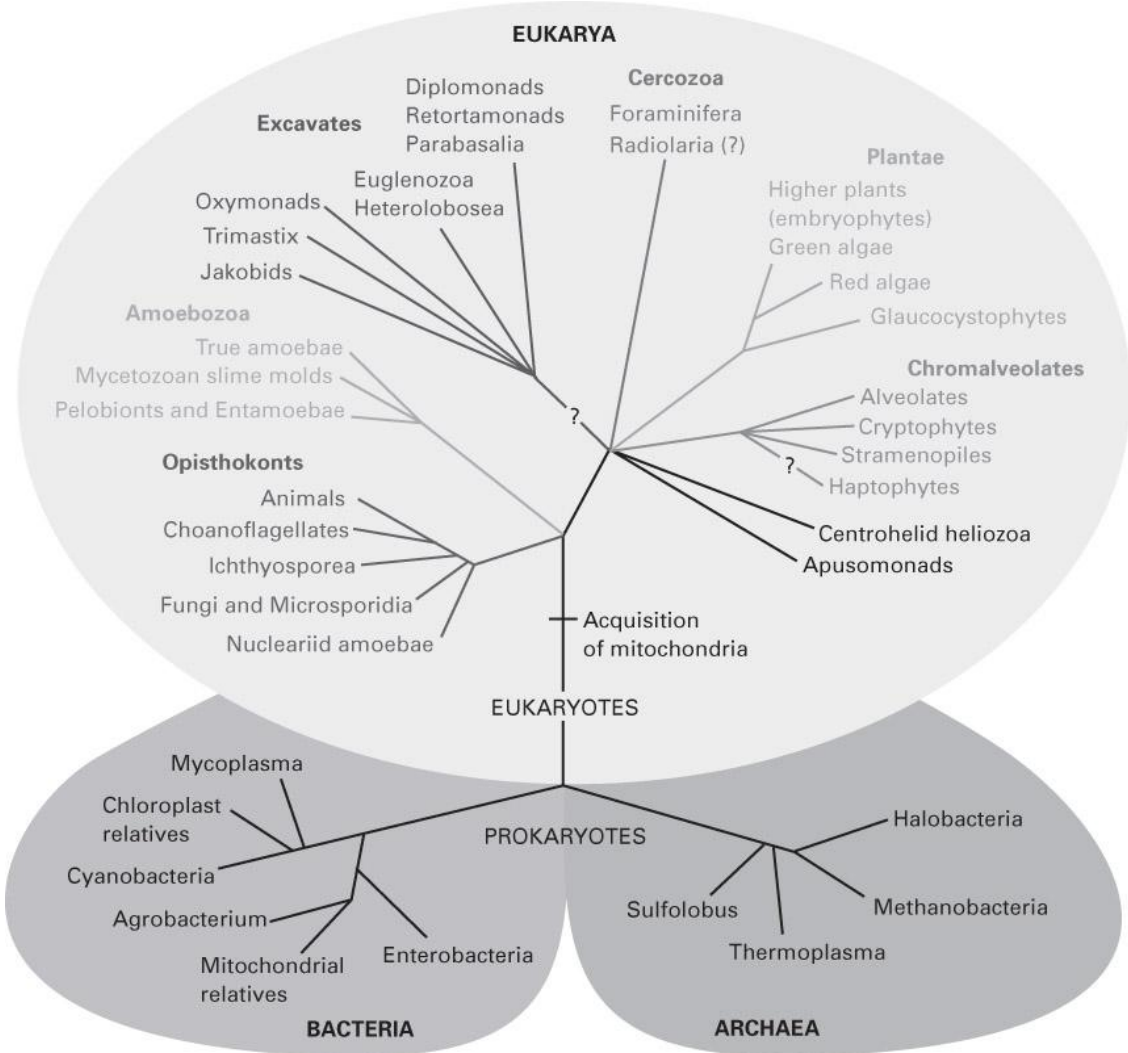 EUKARYA
Excavates
Diplomonads
Retortamonads
Parabasalia
Euglenozoa
Heterolobosea
Oxymonads
Trimastix
Jakobids
Cercozoa
Foraminifera
Radiolaria (?)
Plantae
Higher plants
(embryophytes)
Green algae
Red algae
Glaucocystophytes
Amoebozoa
True amoebae
Mycetozoan slime molds
Pelobionts and Entamoebae
?
Chromalveolates
Alveolates
Cryptophytes
Stramenopiles
?
Haptophytes
Centrohelid heliozoa
Apusomonads
Opisthokonts
Animals
Choanoflagellates
Ichthyosporea
Fungi and Microsporidia
Nucleariid amoebae
Acquisition
of mitochondria
EUKARYOTES
PROKARYOTES
Mycoplasma
Chloroplast
relatives
Cyanobacteria
Agrobacterium
Mitochondrial
relatives
Enterobacteria
BACTERIA
Halobacteria
Sulfolobus
Methanobacteria
Thermoplasma
ARCHAEA